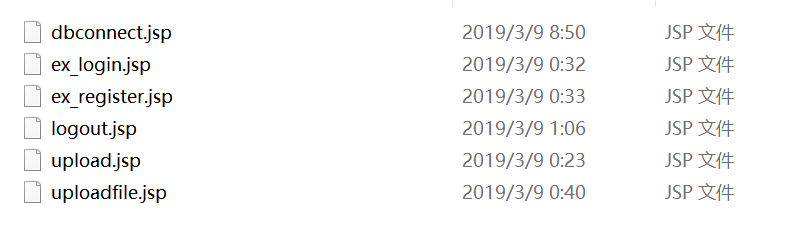 dbconnect.jsp 2019/3/9 8:50 JSP 文件
ex_login.jsp 2019/3/9 0:32 JSP 文件
ex_register.jsp 2019/3/9 0:33 JSP 文件
logout.jsp 2019/3/9 1:06 JSP 文件
upload.jsp 2019/3/9 0:23 JSP 文件
uploadfile.jsp 2019/3/9 0:40 JSP 文件